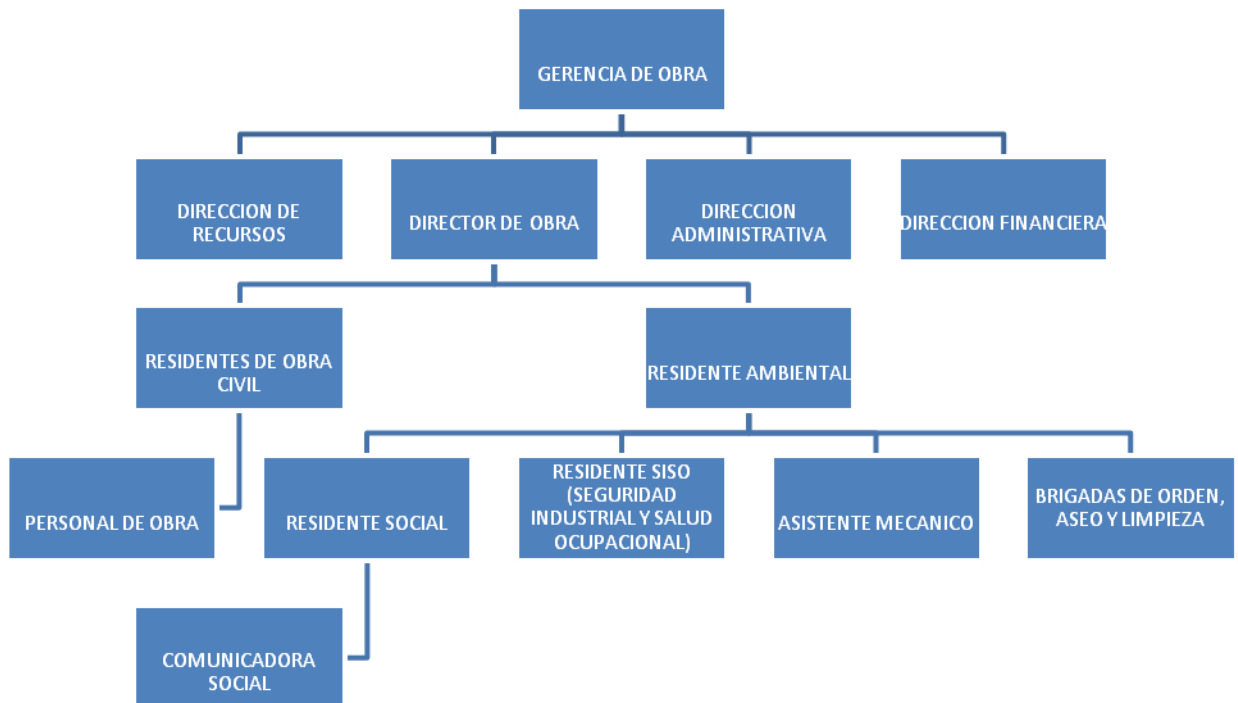 GERENCIA DE OBRA
DIRECCION DE
RECURSOS
DIRECTOR DE OBRA
DIRECCION
ADMINISTRATIVA
DIRECCION FINANCIERA
RESIDENTES DE OBRA
CIVIL
RESIDENTE AMBIENTAL
PERSONAL DE OBRA
RESIDENTE SOCIAL
RESIDENTE SISO
(SEGURIDAD
INDUSTRIAL Y SALUD
OCUPACIONAL)
ASISTENTE MECANICO
BRIGADAS DE ORDEN,
ASEO Y LIMPIEZA
COMUNICADORA
SOCIAL